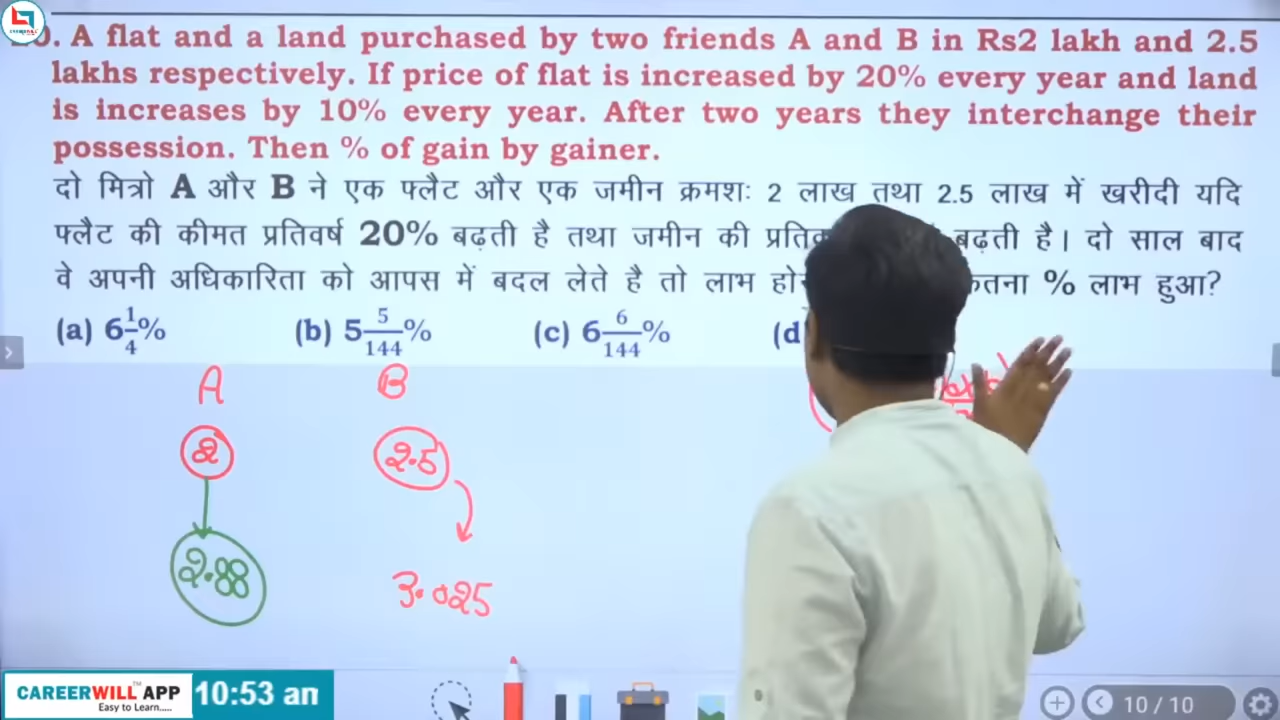 . A flat and a land purchased by two friends A and B in Rs2 lakh and 2.5
lakhs respectively. If price of flat is increased by 20% every year and land
is increases by 10% every year. After two years they interchange their
possession. Then % of gain by gainer.
दो मित्रो A और B ने एक फ्लैट और एक जमीन क्रमशः 2 लाख तथा 2.5 लाख में खरीदी यदि
फ्लैट की कीमत प्रतिवर्ष 20% बढ़ती है तथा जमीन की बढ़ती है। दो साल बाद
वे अपनी अधिकारिता को आपस में बदल लेते है तो लाभ % लाभ हुआ?
(a) 6 1/4% (b) 5 5/144% (c) 6 6/144% (d)
A B
2 2.5
2.88 3.025
CAREERWILL APP 10:53 an
Easy to Learn.....
10 / 10